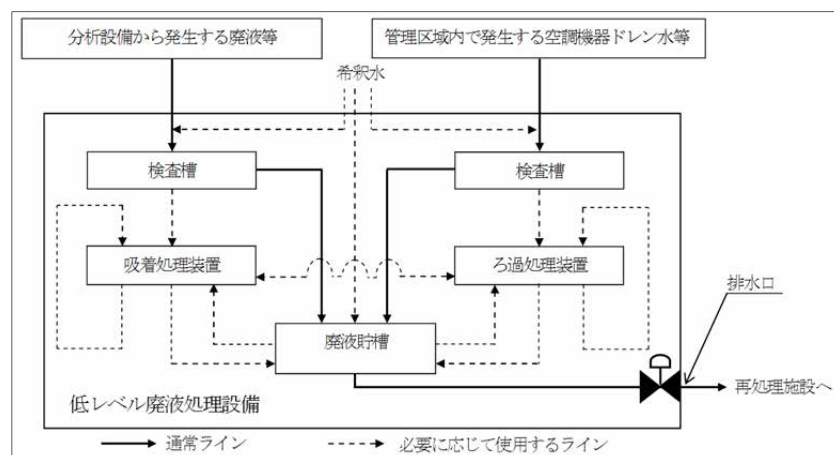 分析設備から発生する廃液等
管理区域内で発生する空調機器ドレン水等
希釈水
検査槽
検査槽
吸着処理装置
ろ過処理装置
排水口
廃液貯槽
再処理施設へ
低レベル廃液処理設備
通常ライン
必要に応じて使用するライン